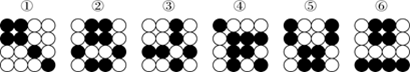 ① ② ③ ④ ⑤ ⑥